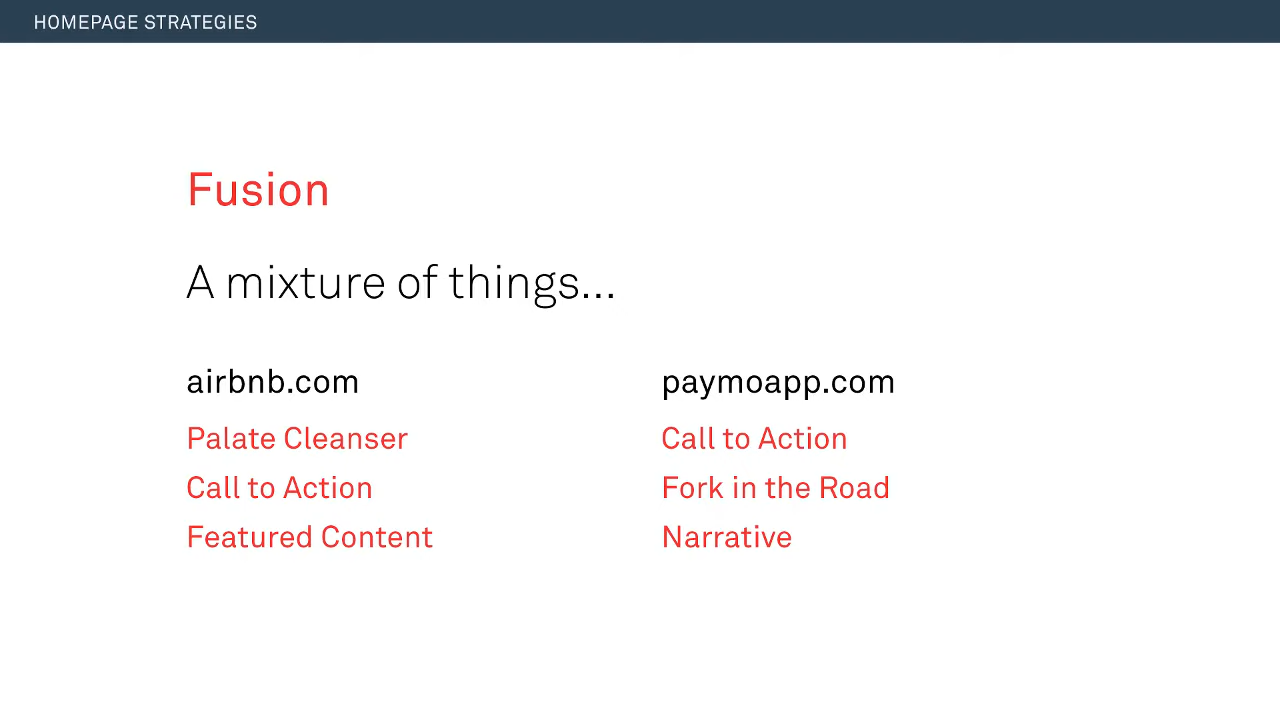 HOMEPAGE STRATEGIES
Fusion
A mixture of things...
airbnb.com
Palate Cleanser
Call to Action
Featured Content
paymoapp.com
Call to Action
Fork in the Road
Narrative